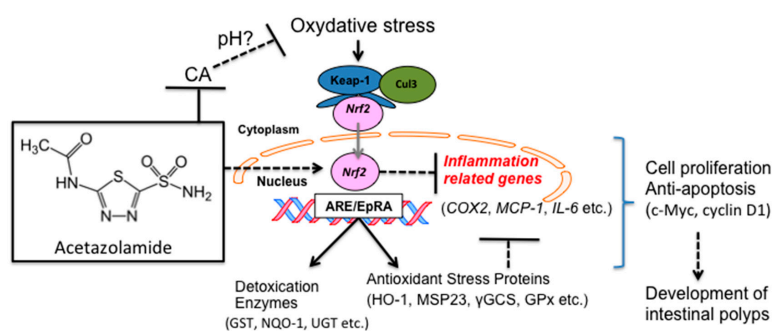 pH?
Oxydative stress
CA
Keap-1
Cul3
Nrf2
Cytoplasm
H₃C
O
HN
S
N
N
O
O
S
NH₂
Acetazolamide
Nucleus
Nrf2
Inflammation
related genes
ARE/EpRA
(COX2, MCP-1, IL-6 etc.)
Cell proliferation
Anti-apoptosis
(c-Myc, cyclin D1)
Detoxication
Enzymes
(GST, NQO-1, UGT etc.)
Antioxidant Stress Proteins
(HO-1, MSP23, γGCS, GPx etc.)
Development of
intestinal polyps